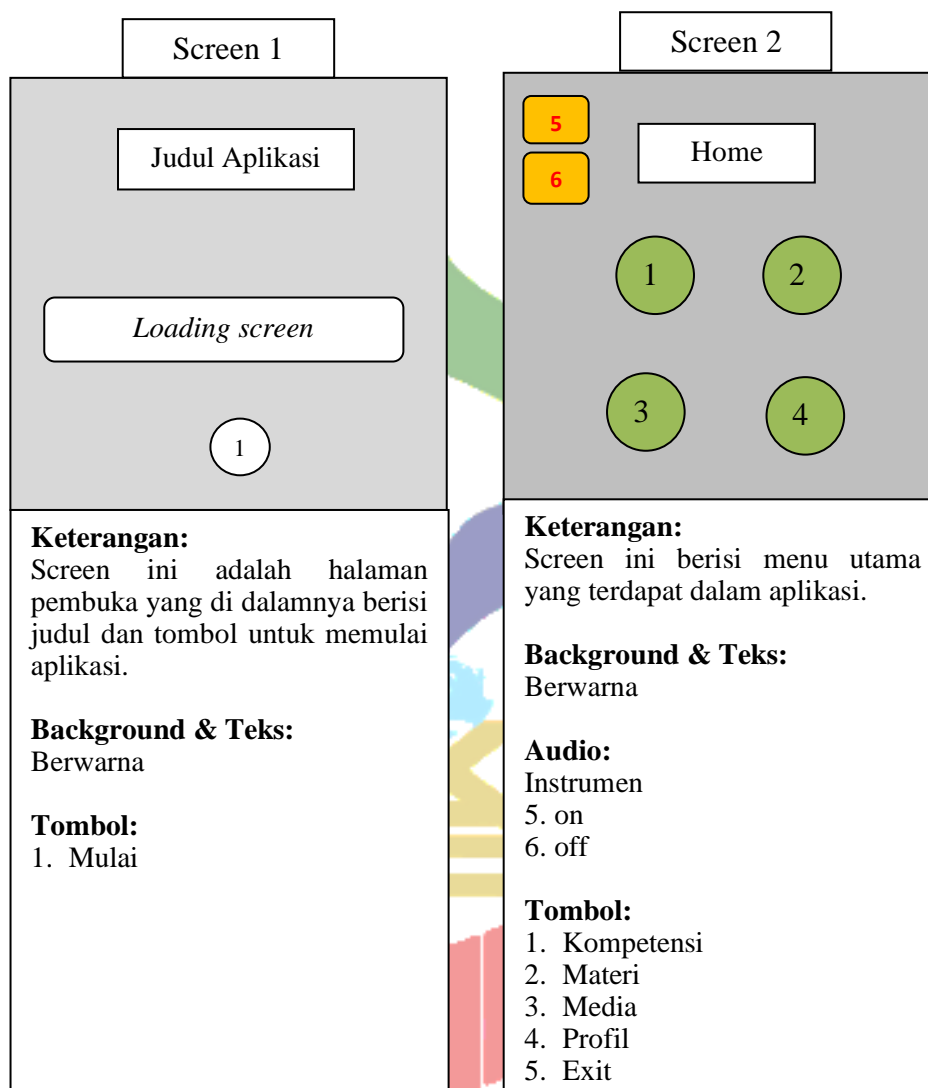 Screen 1
Judul Aplikasi
Loading screen
1
Keterangan:
Screen ini adalah halaman
pembuka yang di dalamnya berisi
judul dan tombol untuk memulai
aplikasi.
Background & Teks:
Berwarna
Tombol:
1. Mulai
Screen 2
5
Home
6
1
2
3
4
Keterangan:
Screen ini berisi menu utama
yang terdapat dalam aplikasi.
Background & Teks:
Berwarna
Audio:
Instrumen
5. on
6. off
Tombol:
1. Kompetensi
2. Materi
3. Media
4. Profil
5. Exit